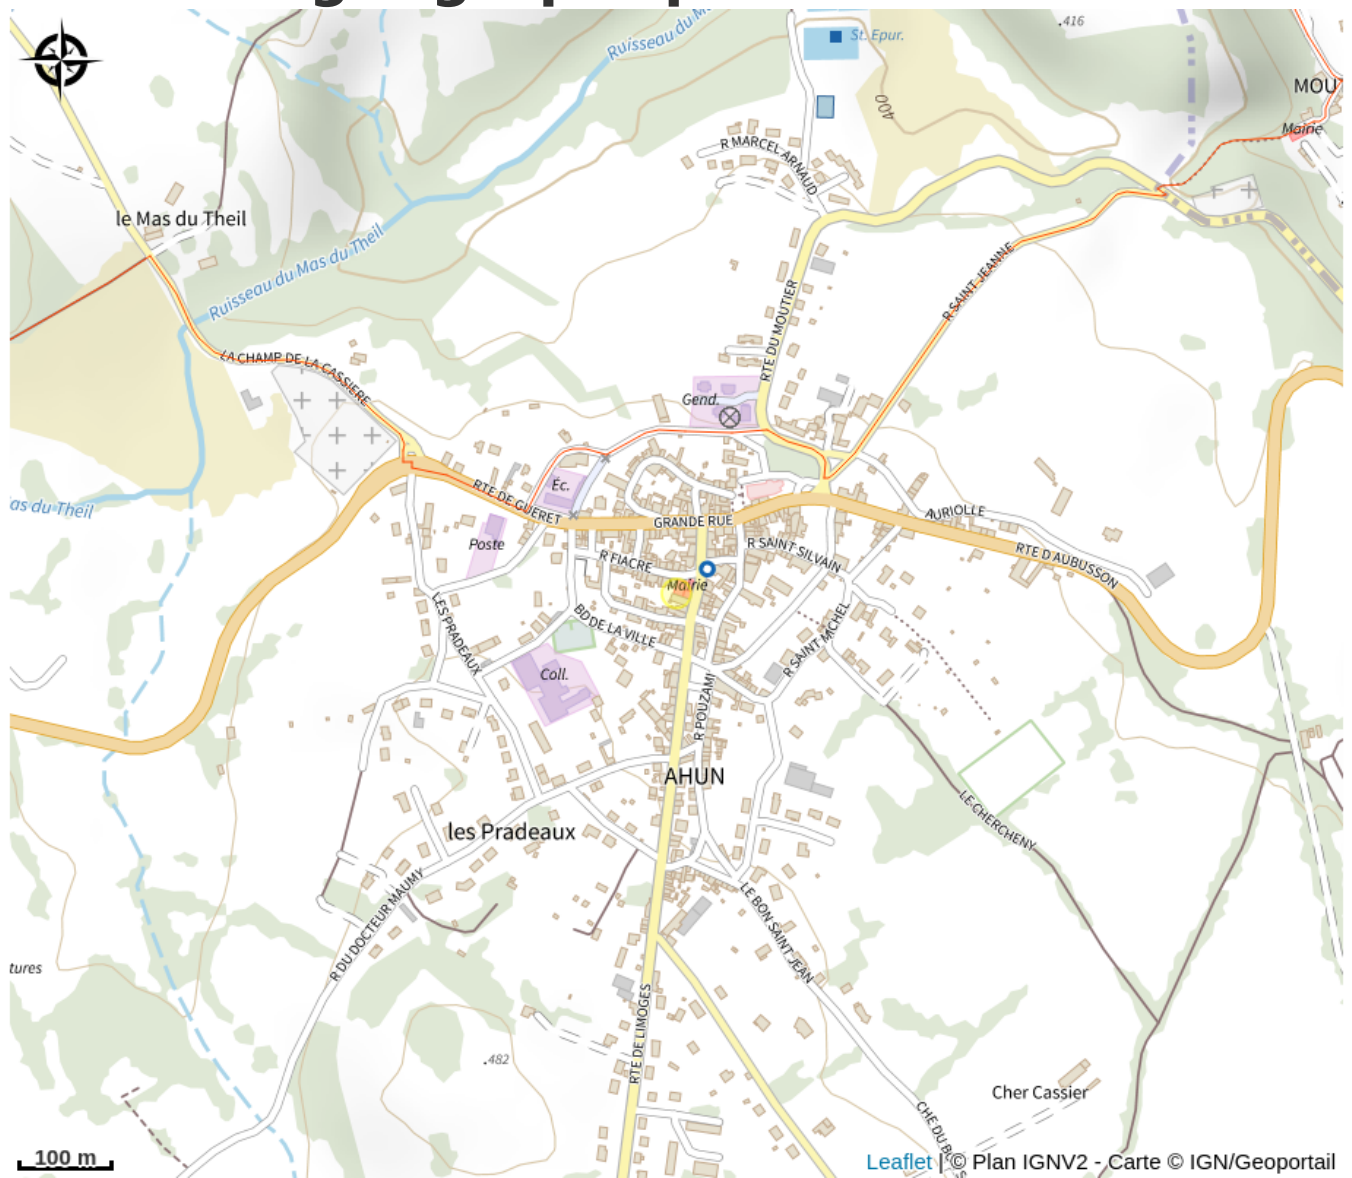 Ruisseau du M
St. Epur.
.416
400
MOU
Mairie
R MARCEL ARNAUD
le Mas du Theil
Ruisseau du Mas du Theil
R SAINT JEANNE
RTE DU MOUTIER
LA CHAMP DE LA CASSIERE
Gend.
Ec.
RTE DE GUERET
GRANDE RUE
AURIOLLE
as du Theil
Poste
R FIACRE
R SAINT SILVAIN
RTE D AUBUSSON
Mairie
LES PRADEAUX
BD DE LA VILLE
R SAINT MICHEL
Coll.
R POUZAMI
AHUN
les Pradeaux
LE CHERCHENY
R DU DOCTEUR MAUMY
LE BON SAINT JEAN
tures
RTE DE LIMOGES
.482
Cher Cassier
CHE DU B
100 m
Leaflet | © Plan IGNV2 - Carte © IGN/Geoportail